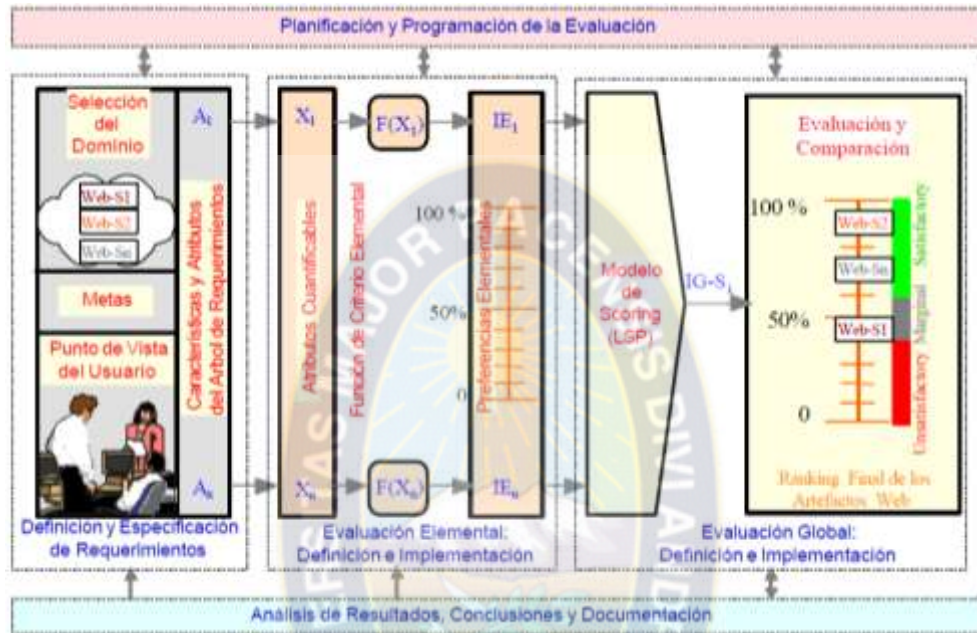 Planificación y Programación de la Evaluación
Selección
del
Dominio
Web-S1
Web-S2
Web-Sn
Metas
Punto de Vista
del Usuario
Características y Atributos
del Arbol de Requerimientos
A1
An
Definición y Especificación
de Requerimientos
X1
Xn
Atributos Cuantificables
F(X1)
F(Xn)
Función de Criterio Elemental
IE1
IEn
100 %
50%
0
Preferencias Elementales
Evaluación Elemental:
Definición e Implementación
Modelo
de
Scoring
(LSP)
Evaluación y
Comparación
100 %
50%
0
Web-S2
Web-Sn
Web-S1
Satisfactory
Marginal
Unsatisfactory
Ranking Final de los
Artefactos Web
Evaluación Global:
Definición e Implementación
Análisis de Resultados, Conclusiones y Documentación